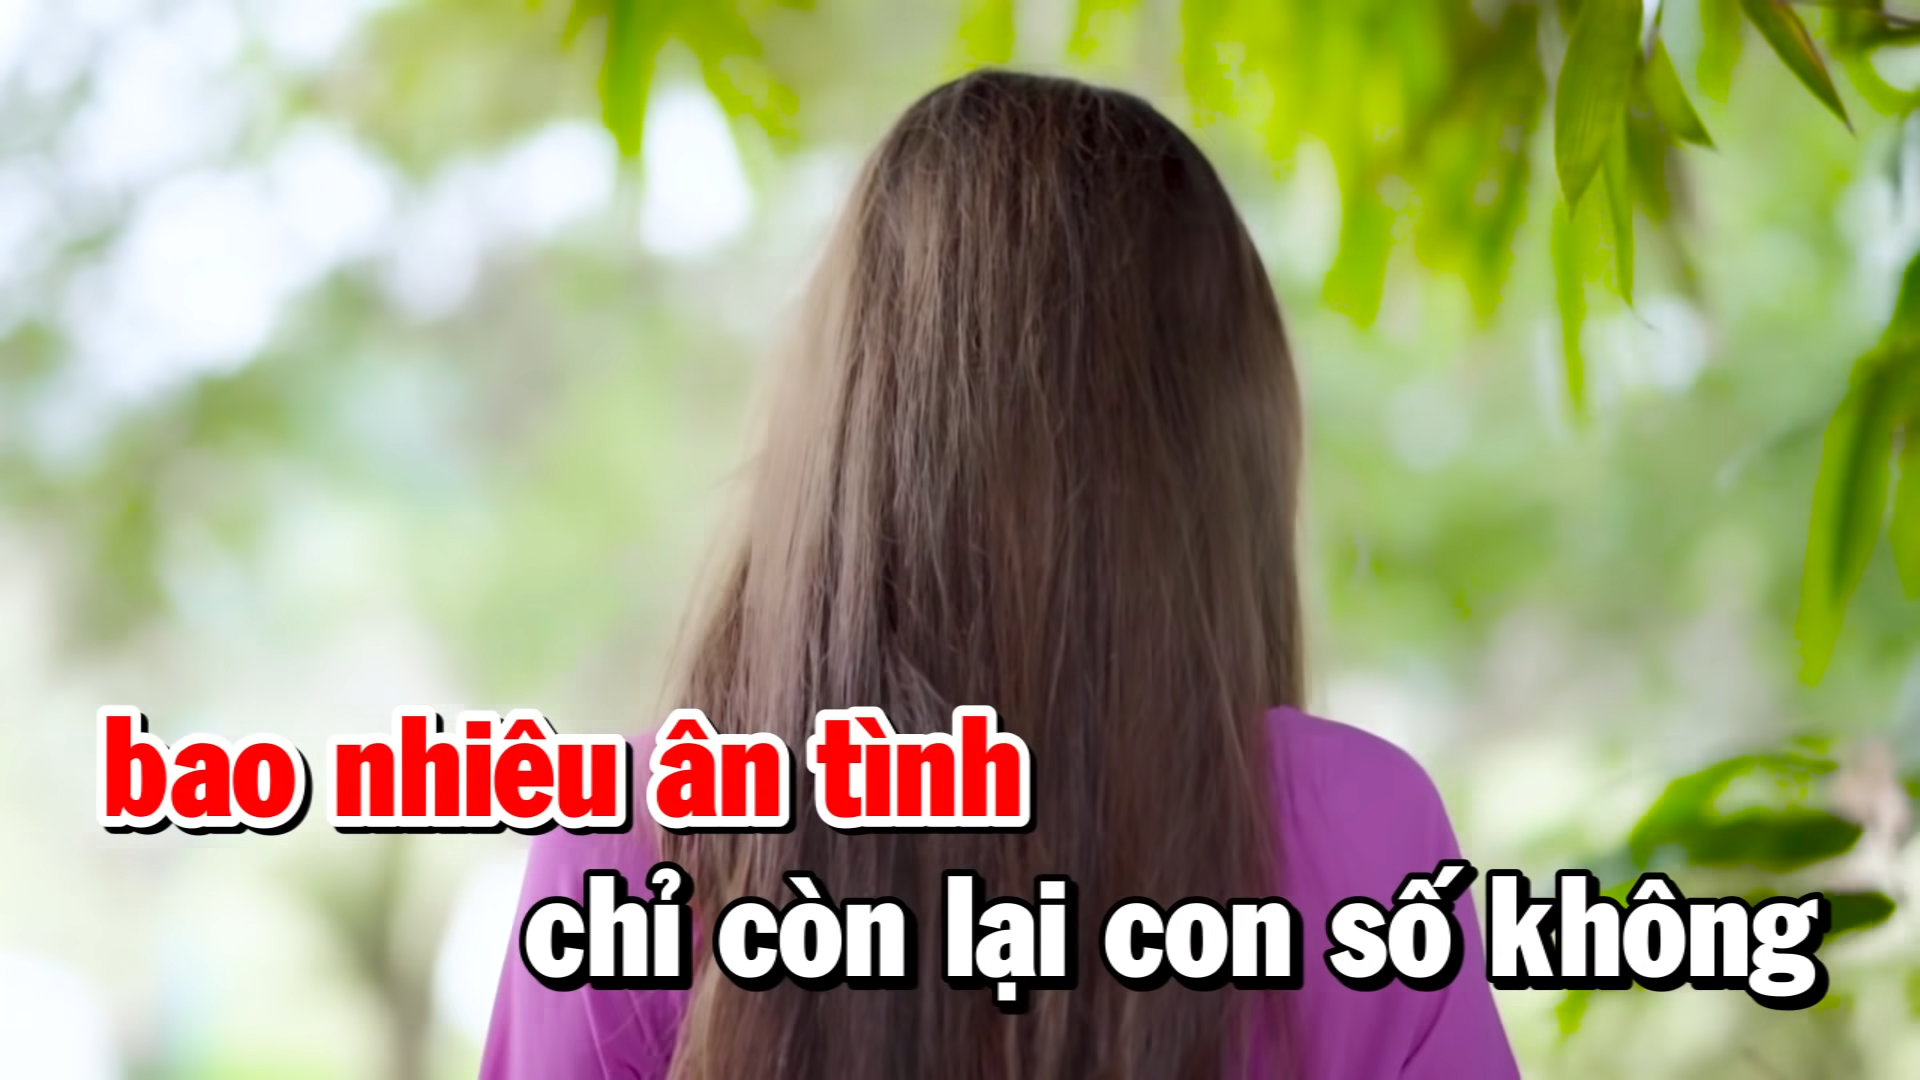 bao nhiêu ân tình
chỉ còn lại con số không